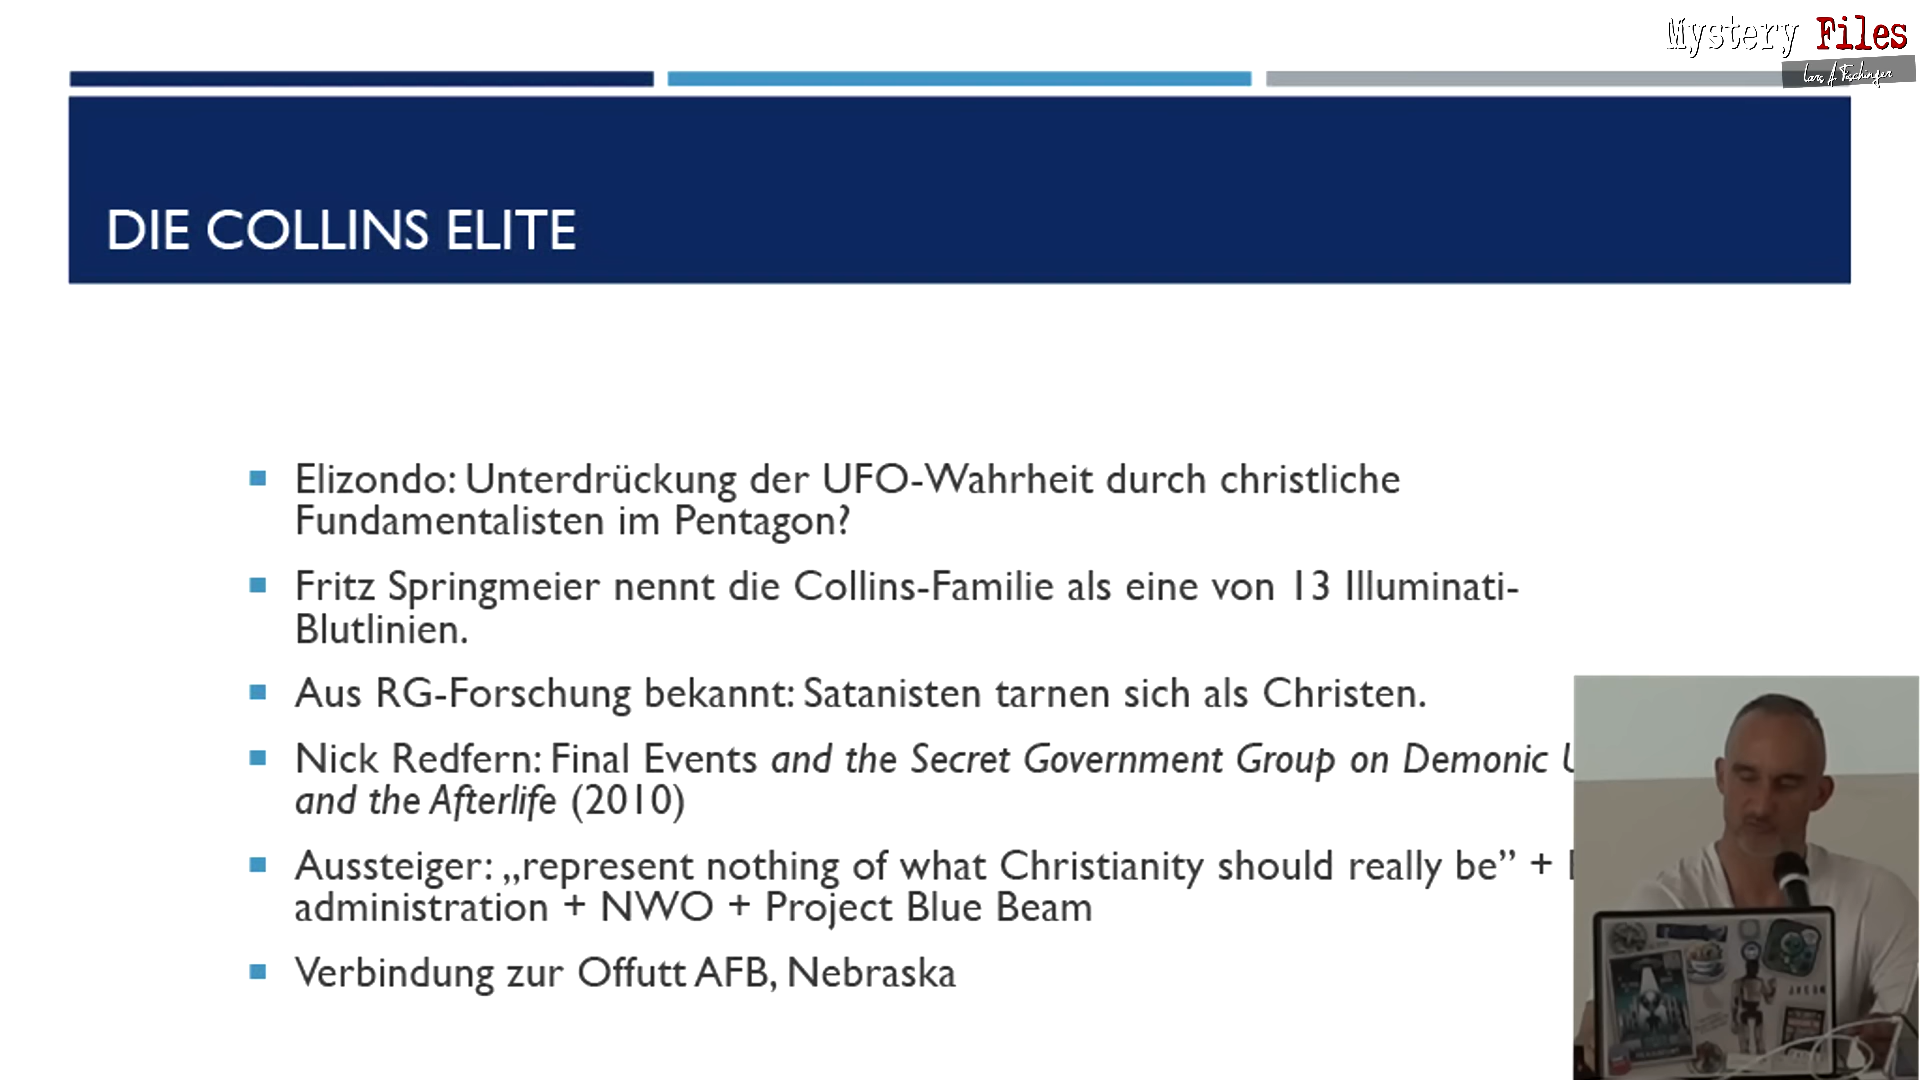 Mystery Files
Lars A. Fischinger
DIE COLLINS ELITE
Elizondo: Unterdrückung der UFO-Wahrheit durch christliche
Fundamentalisten im Pentagon?
Fritz Springmeier nennt die Collins-Familie als eine von 13 Illuminati-
Blutlinien.
Aus RG-Forschung bekannt: Satanisten tarnen sich als Christen.
Nick Redfern: Final Events and the Secret Government Group on Demonic
and the Afterlife (2010)
Aussteiger: „represent nothing of what Christianity should really be” +
administration + NWO + Project Blue Beam
Verbindung zur Offutt AFB, Nebraska